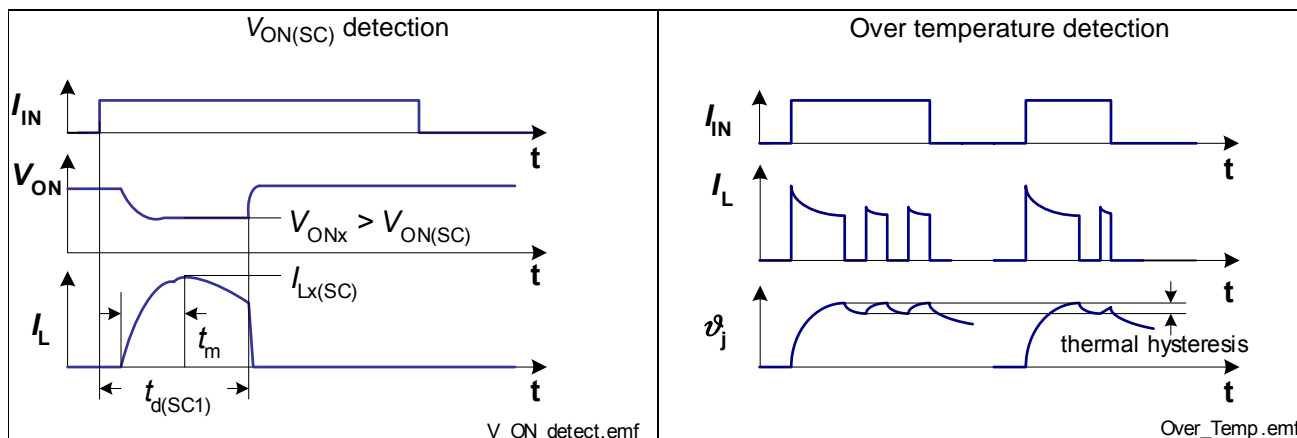 V_ON(SC) detection
I_IN
t
V_ON
V_ONx > V_ON(SC)
t
I_Lx(SC)
I_L
t_m
t
t_d(SC1)
V_ON_detect.emf
Over temperature detection
I_IN
t
I_L
t
ϑ_j
thermal hysteresis
t
Over_Temp.emf